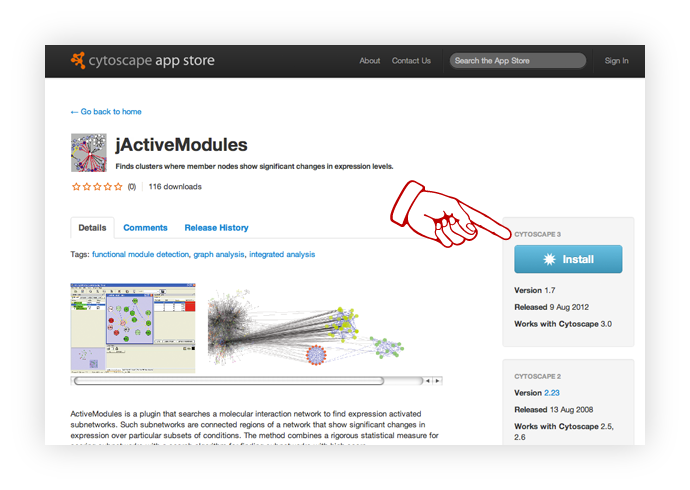 cytoscape app store
About Contact Us Search the App Store Sign In
← Go back to home
jActiveModules
Finds clusters where member nodes show significant changes in expression levels.
(0) 116 downloads
Details Comments Release History
Tags: functional module detection, graph analysis, integrated analysis
ActiveModules is a plugin that searches a molecular interaction network to find expression activated
subnetworks. Such subnetworks are connected regions of a network that show significant changes in
expression over particular subsets of conditions. The method combines a rigorous statistical measure for
CYTOSCAPE 3
Install
Version 1.7
Released 9 Aug 2012
Works with Cytoscape 3.0
CYTOSCAPE 2
Version 2.23
Released 13 Aug 2008
Works with Cytoscape 2.5,
2.6